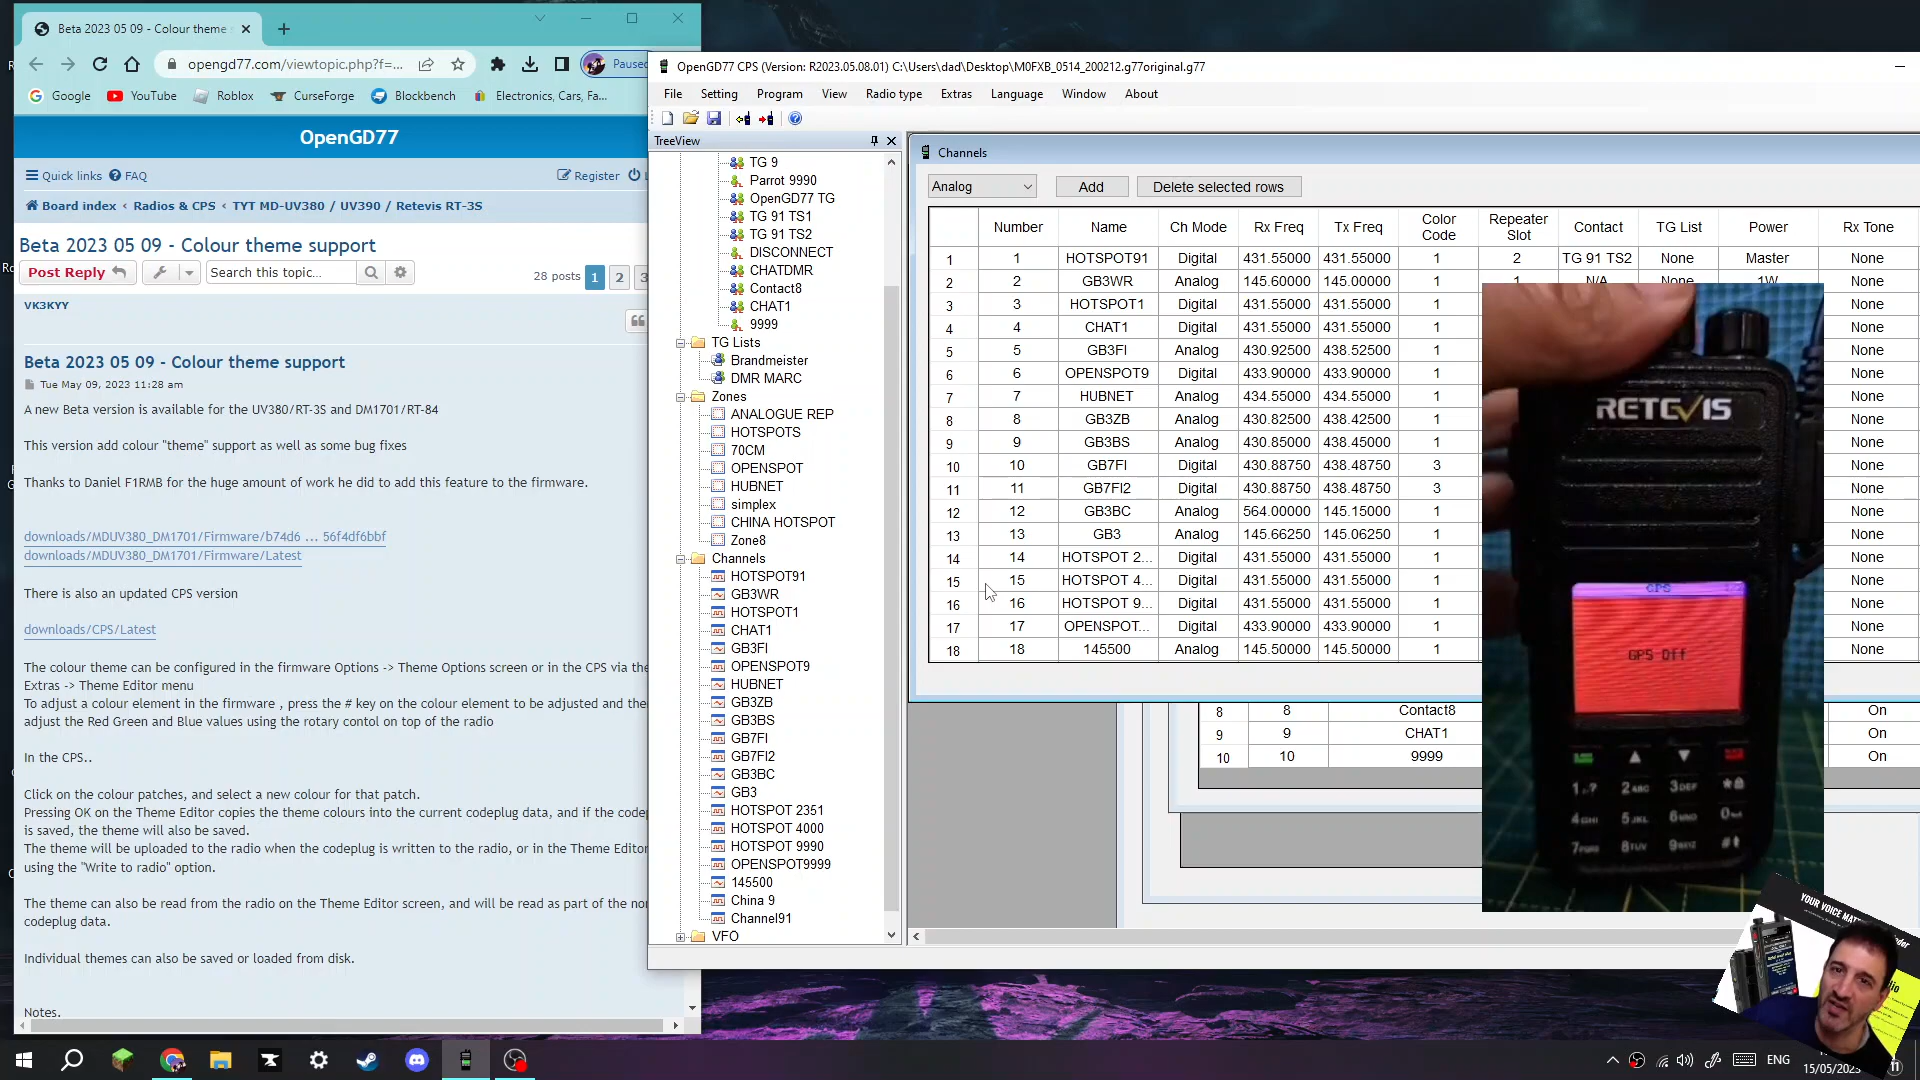 Beta 2023 05 09 - Colour theme
opengd77.com/viewtopic.php?f=...
Paused
Google
YouTube
Roblox
CurseForge
Blockbench
Electronics, Cars, Fa...
OpenGD77
Quick links
FAQ
Register
Board index ‹ Radios & CPS ‹ TYT MD-UV380 / UV390 / Retevis RT-3S
Beta 2023 05 09 - Colour theme support
Post Reply
Search this topic...
28 posts
1
2
3
VK3KYY
Beta 2023 05 09 - Colour theme support
Tue May 09, 2023 11:28 am
A new Beta version is available for the UV380/RT-3S and DM1701/RT-84
This version add colour "theme" support as well as some bug fixes
Thanks to Daniel F1RMB for the huge amount of work he did to add this feature to the firmware.
downloads/MDUV380_DM1701/Firmware/b74d6 ... 56f4df6bbf
downloads/MDUV380_DM1701/Firmware/Latest
There is also an updated CPS version
downloads/CPS/Latest
The colour theme can be configured in the firmware Options -> Theme Options screen or in the CPS via the
Extras -> Theme Editor menu
To adjust a colour element in the firmware , press the # key on the colour element to be adjusted and the
adjust the Red Green and Blue values using the rotary contol on top of the radio
In the CPS..
Click on the colour patches, and select a new colour for that patch.
Pressing OK on the Theme Editor copies the theme colours into the current codeplug data, and if the code
is saved, the theme will also be saved.
The theme will be uploaded to the radio when the codeplug is written to the radio, or in the Theme Editor
using the "Write to radio" option.
The theme can also be read from the radio on the Theme Editor screen, and will be read as part of the no
codeplug data.
Individual themes can also be saved or loaded from disk.
Notes.
OpenGD77 CPS (Version: R2023.05.08.01) C:\Users\dad\Desktop\M0FXB_0514_200212.g77original.g77
File
Setting
Program
View
Radio type
Extras
Language
Window
About
TreeView
TG 9
Parrot 9990
OpenGD77 TG
TG 91 TS1
TG 91 TS2
DISCONNECT
CHATDMR
Contact8
CHAT1
9999
TG Lists
Brandmeister
DMR MARC
Zones
ANALOGUE REP
HOTSPOTS
70CM
OPENSPOT
HUBNET
simplex
CHINA HOTSPOT
Zone8
Channels
HOTSPOT91
GB3WR
HOTSPOT1
CHAT1
GB3FI
OPENSPOT9
HUBNET
GB3ZB
GB3BS
GB7FI
GB7FI2
GB3BC
GB3
HOTSPOT 2351
HOTSPOT 4000
HOTSPOT 9990
OPENSPOT9999
145500
China 9
Channel91
VFO
Channels
Analog
Add
Delete selected rows
Number Name Ch Mode Rx Freq Tx Freq Color Code Repeater Slot Contact TG List Power Rx Tone
1 1 HOTSPOT91 Digital 431.55000 431.55000 1 2 TG 91 TS2 None Master None
2 2 GB3WR Analog 145.60000 145.00000 1 1 N/A None 1W None
3 3 HOTSPOT1 Digital 431.55000 431.55000 1 None
4 4 CHAT1 Digital 431.55000 431.55000 1 None
5 5 GB3FI Analog 430.92500 438.52500 1 None
6 6 OPENSPOT9 Digital 433.90000 433.90000 1 None
7 7 HUBNET Analog 434.55000 434.55000 1 None
8 8 GB3ZB Analog 430.82500 438.42500 1 None
9 9 GB3BS Analog 430.85000 438.45000 1 None
10 10 GB7FI Digital 430.88750 438.48750 3 None
11 11 GB7FI2 Digital 430.88750 438.48750 3 None
12 12 GB3BC Analog 564.00000 145.15000 1 None
13 13 GB3 Analog 145.66250 145.06250 1 None
14 14 HOTSPOT 2... Digital 431.55000 431.55000 1 None
15 15 HOTSPOT 4... Digital 431.55000 431.55000 1 None
16 16 HOTSPOT 9... Digital 431.55000 431.55000 1 None
17 17 OPENSPOT... Digital 433.90000 433.90000 1 None
18 18 145500 Analog 145.50000 145.50000 1 None
8 8 Contact8 On
9 9 CHAT1 On
10 10 9999 On
RETEVIS
CPS
GPS Off
YOUR VOICE MAT
ENG
15/05/2023
11